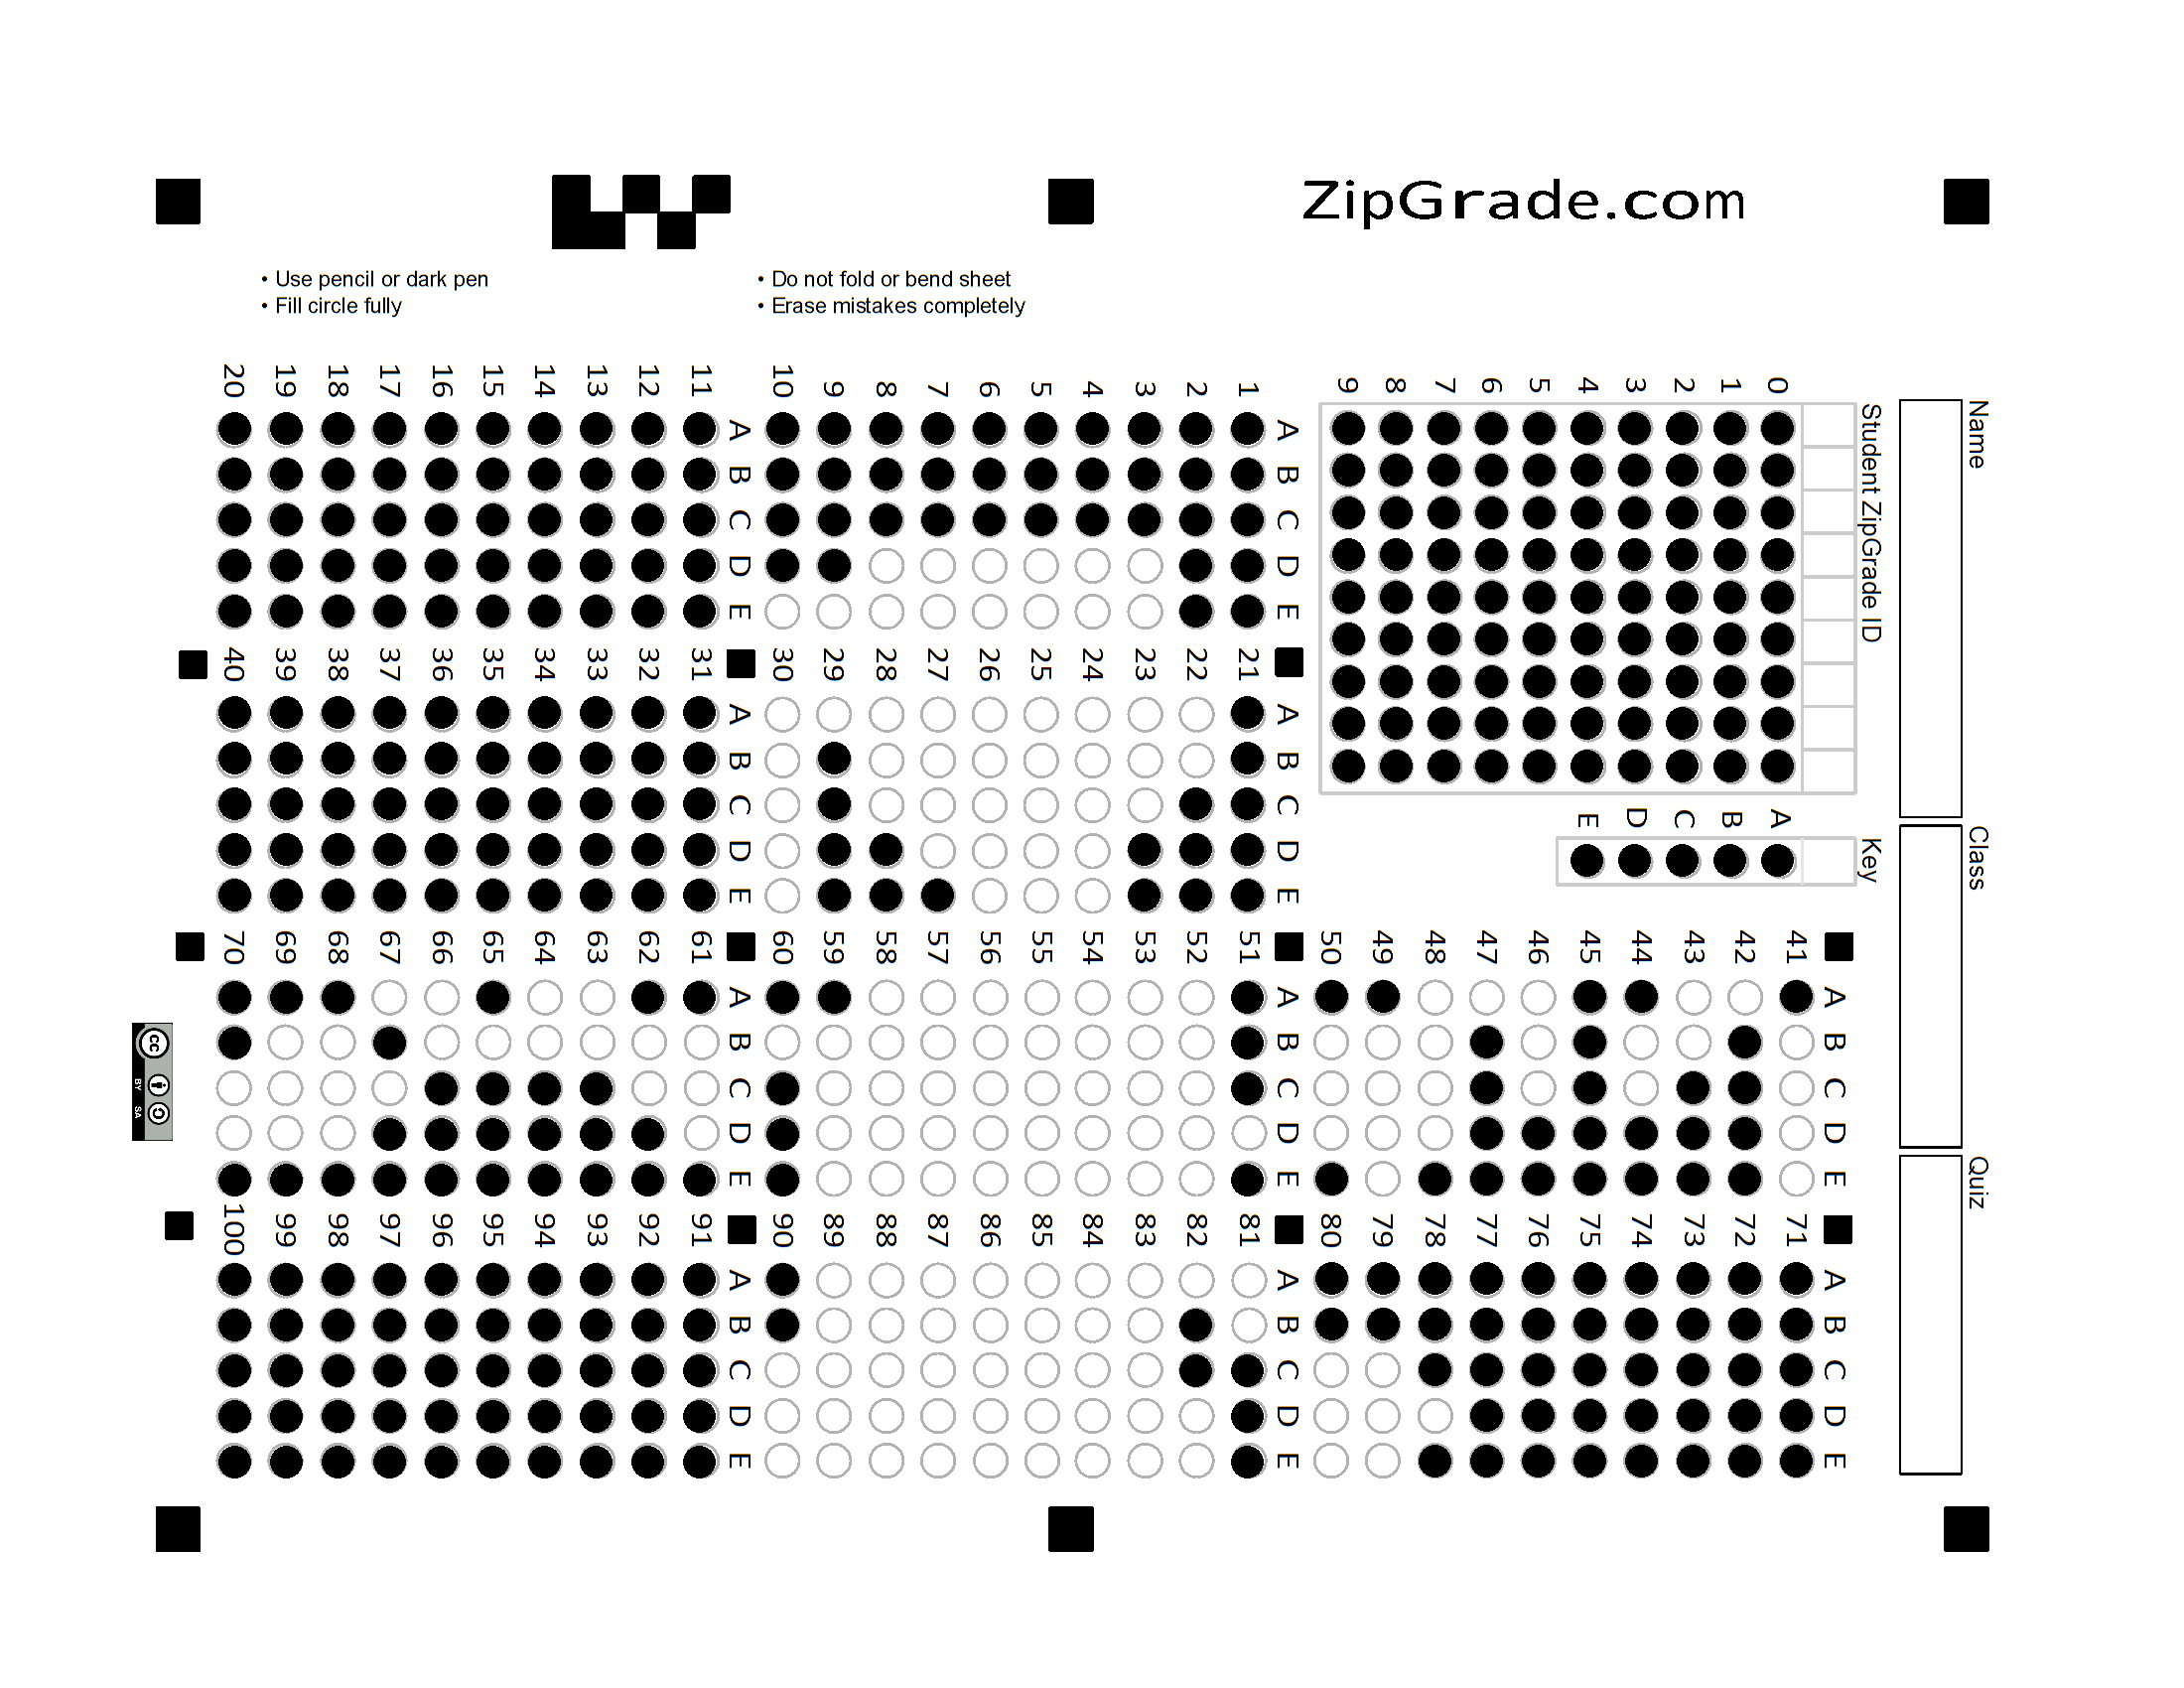 ZipGrade.com
• Use pencil or dark pen
• Fill circle fully
• Do not fold or bend sheet
• Erase mistakes completely
Name
Class
Quiz
Student ZipGrade ID
0 1 2 3 4 5 6 7 8 9
Key
A B C D E
1 2 3 4 5 6 7 8 9 10
A B C D E
11 12 13 14 15 16 17 18 19 20
A B C D E
21 22 23 24 25 26 27 28 29 30
A B C D E
31 32 33 34 35 36 37 38 39 40
A B C D E
41 42 43 44 45 46 47 48 49 50
A B C D E
51 52 53 54 55 56 57 58 59 60
A B C D E
61 62 63 64 65 66 67 68 69 70
A B C D E
71 72 73 74 75 76 77 78 79 80
A B C D E
81 82 83 84 85 86 87 88 89 90
A B C D E
91 92 93 94 95 96 97 98 99 100
A B C D E
cc
BY SA